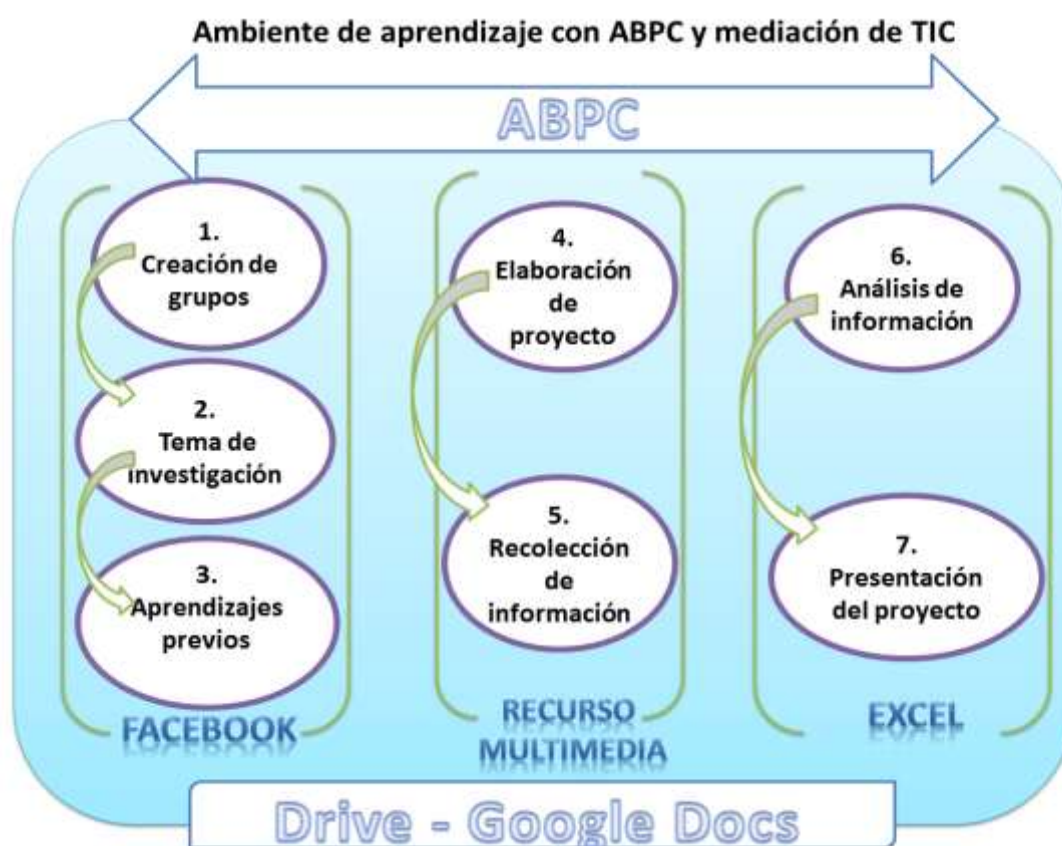 Ambiente de aprendizaje con ABPC y mediación de TIC
ABPC
1.
Creación de
grupos
2.
Tema de
investigación
3.
Aprendizajes
previos
FACEBOOK
4.
Elaboración
de
proyecto
5.
Recolección
de
información
RECURSO
MULTIMEDIA
6.
Análisis de
información
7.
Presentación
del proyecto
EXCEL
Drive - Google Docs